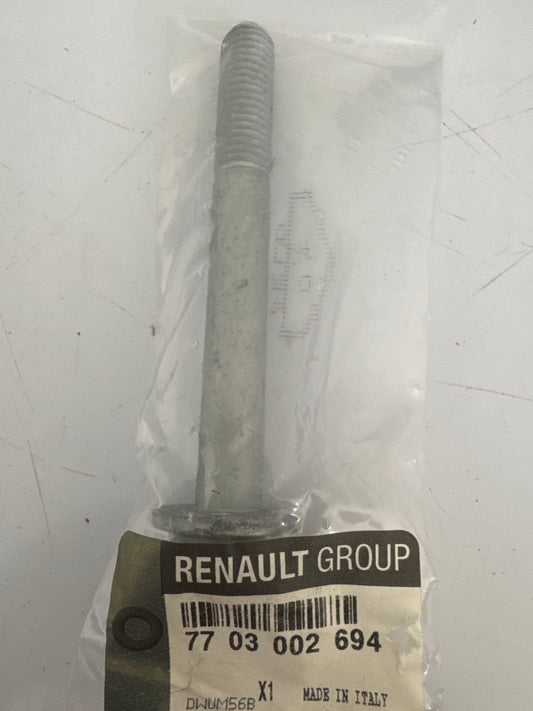 RENAULT GROUP
77 03 002 694
X1
DWUM56B MADE IN ITALY